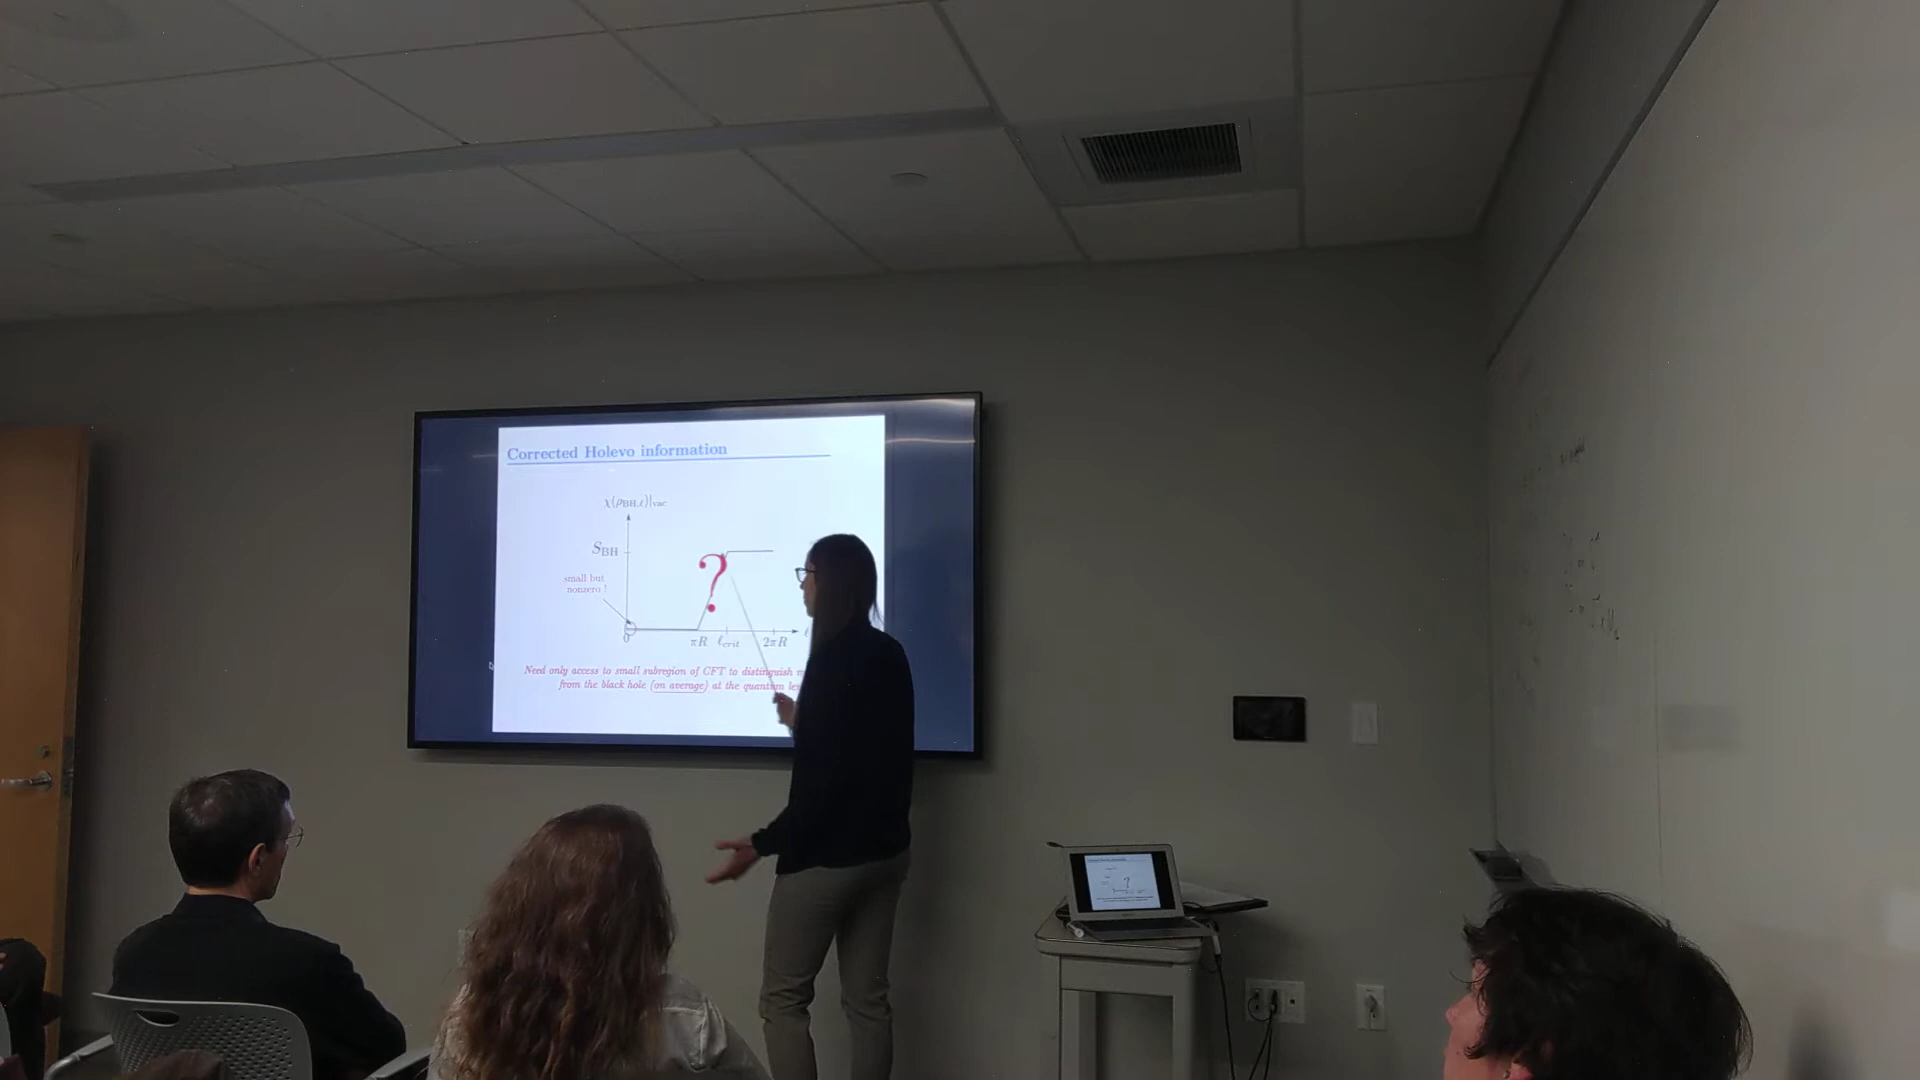 Corrected Holevo information
χ(ρBH,ℓ)|vac
SBH
small but
nonzero !
?
0
πR ℓcrit 2πR ℓ
Need only access to small subregion of CFT to distinguish
from the black hole (on average) at the quantum